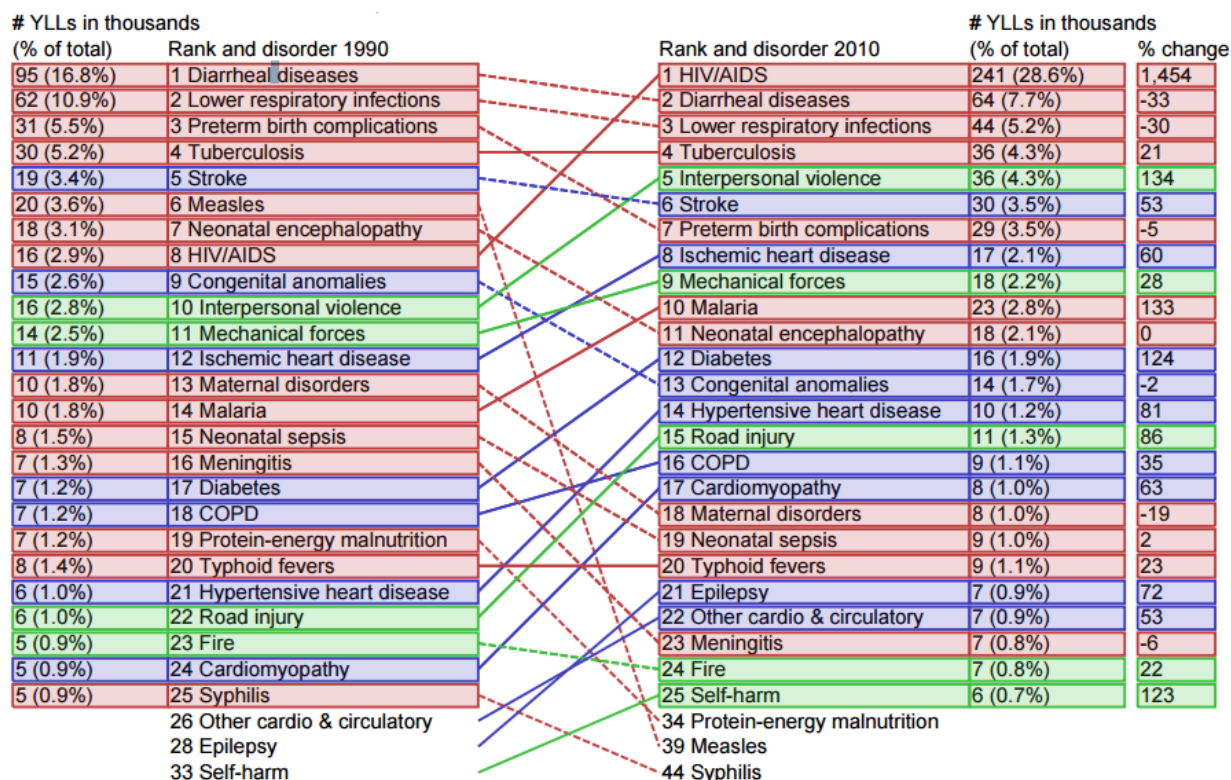 # YLLs in thousands # YLLs in thousands
(% of total) Rank and disorder 1990 Rank and disorder 2010 (% of total) % change
95 (16.8%) 1 Diarrheal diseases 1 HIV/AIDS 241 (28.6%) 1,454
62 (10.9%) 2 Lower respiratory infections 2 Diarrheal diseases 64 (7.7%) -33
31 (5.5%) 3 Preterm birth complications 3 Lower respiratory infections 44 (5.2%) -30
30 (5.2%) 4 Tuberculosis 4 Tuberculosis 36 (4.3%) 21
19 (3.4%) 5 Stroke 5 Interpersonal violence 36 (4.3%) 134
20 (3.6%) 6 Measles 6 Stroke 30 (3.5%) 53
18 (3.1%) 7 Neonatal encephalopathy 7 Preterm birth complications 29 (3.5%) -5
16 (2.9%) 8 HIV/AIDS 8 Ischemic heart disease 17 (2.1%) 60
15 (2.6%) 9 Congenital anomalies 9 Mechanical forces 18 (2.2%) 28
16 (2.8%) 10 Interpersonal violence 10 Malaria 23 (2.8%) 133
14 (2.5%) 11 Mechanical forces 11 Neonatal encephalopathy 18 (2.1%) 0
11 (1.9%) 12 Ischemic heart disease 12 Diabetes 16 (1.9%) 124
10 (1.8%) 13 Maternal disorders 13 Congenital anomalies 14 (1.7%) -2
10 (1.8%) 14 Malaria 14 Hypertensive heart disease 10 (1.2%) 81
8 (1.5%) 15 Neonatal sepsis 15 Road injury 11 (1.3%) 86
7 (1.3%) 16 Meningitis 16 COPD 9 (1.1%) 35
7 (1.2%) 17 Diabetes 17 Cardiomyopathy 8 (1.0%) 63
7 (1.2%) 18 COPD 18 Maternal disorders 8 (1.0%) -19
7 (1.2%) 19 Protein-energy malnutrition 19 Neonatal sepsis 9 (1.0%) 2
8 (1.4%) 20 Typhoid fevers 20 Typhoid fevers 9 (1.1%) 23
6 (1.0%) 21 Hypertensive heart disease 21 Epilepsy 7 (0.9%) 72
6 (1.0%) 22 Road injury 22 Other cardio & circulatory 7 (0.9%) 53
5 (0.9%) 23 Fire 23 Meningitis 7 (0.8%) -6
5 (0.9%) 24 Cardiomyopathy 24 Fire 7 (0.8%) 22
5 (0.9%) 25 Syphilis 25 Self-harm 6 (0.7%) 123
26 Other cardio & circulatory 34 Protein-energy malnutrition
28 Epilepsy 39 Measles
33 Self-harm 44 Syphilis